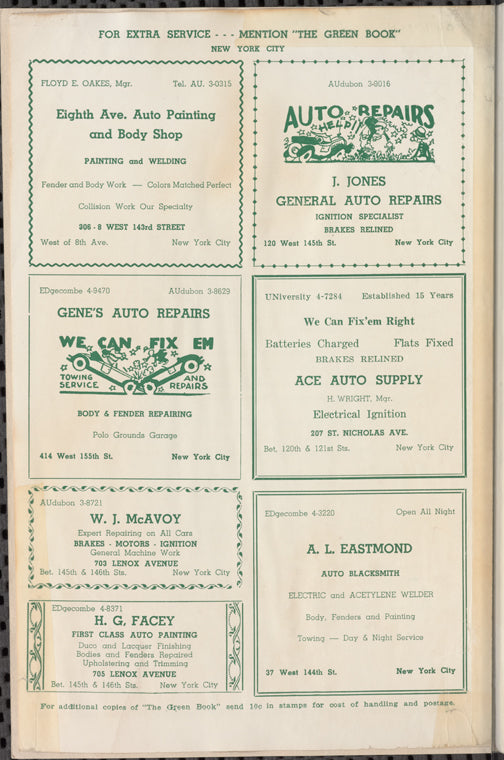 FOR EXTRA SERVICE - - - MENTION "THE GREEN BOOK"
NEW YORK CITY
FLOYD E. OAKES, Mgr. Tel. AU. 3-0315
Eighth Ave. Auto Painting
and Body Shop
PAINTING and WELDING
Fender and Body Work — Colors Matched Perfect
Collision Work Our Specialty
306-8 WEST 143rd STREET
West of 8th Ave. New York City
AUdubon 3-9016
AUTO REPAIRS
HELP!!
J. JONES
GENERAL AUTO REPAIRS
IGNITION SPECIALIST
BRAKES RELINED
120 West 145th St. New York City
EDgecombe 4-9470 AUdubon 3-8629
GENE'S AUTO REPAIRS
WE CAN FIX EM
TOWING SERVICE
AND REPAIRS
BODY & FENDER REPAIRING
Polo Grounds Garage
414 West 155th St. New York City
UNiversity 4-7284 Established 15 Years
We Can Fix'em Right
Batteries Charged Flats Fixed
BRAKES RELINED
ACE AUTO SUPPLY
H. WRIGHT, Mgr.
Electrical Ignition
207 ST. NICHOLAS AVE.
Bet. 120th & 121st Sts. New York City
AUdubon 3-8721
W. J. McAVOY
Expert Repairing on All Cars
BRAKES - MOTORS - IGNITION
General Machine Work
703 LENOX AVENUE
Bet. 145th & 146th Sts. New York City
EDgecombe 4-8371
H. G. FACEY
FIRST CLASS AUTO PAINTING
Duco and Lacquer Finishing
Bodies and Fenders Repaired
Upholstering and Trimming
705 LENOX AVENUE
Bet. 145th & 146th Sts. New York City
EDgecombe 4-3220 Open All Night
A. L. EASTMOND
AUTO BLACKSMITH
ELECTRIC and ACETYLENE WELDER
Body, Fenders and Painting
Towing — Day & Night Service
37 West 144th St. New York City
For additional copies of "The Green Book" send 10c in stamps for cost of handling and postage.